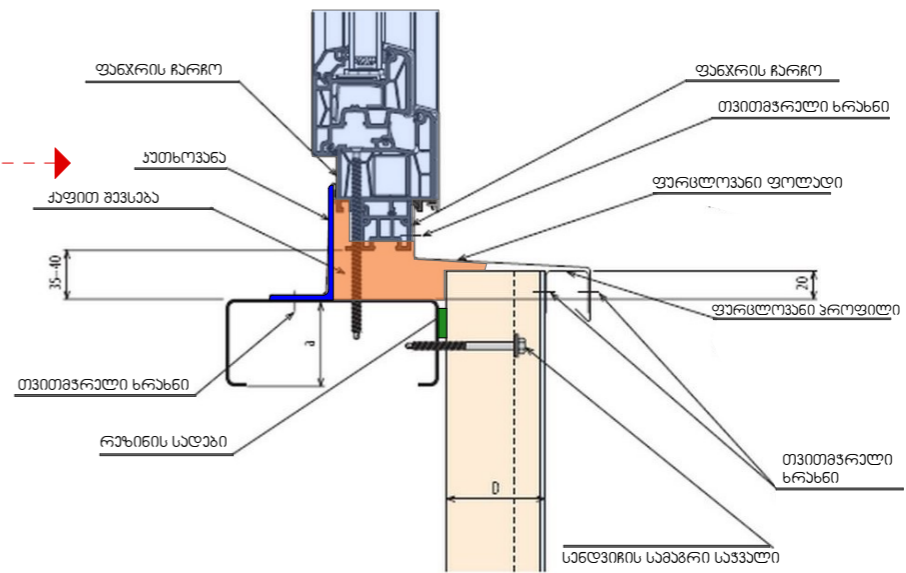 ფანჯრის ჩარჩო
ფანჯრის ჩარჩო
თვითმჭრელი ხრახნი
კუთხოვანა
ფურცლოვანი ფოლადი
ქაფით შევსება
35-40
20
ფურცლოვანი პროფილი
a
თვითმჭრელი ხრახნი
რეზინის სადები
თვითმჭრელი
ხრახნი
D
სენდვიჩის სამაგრი საჭვალი